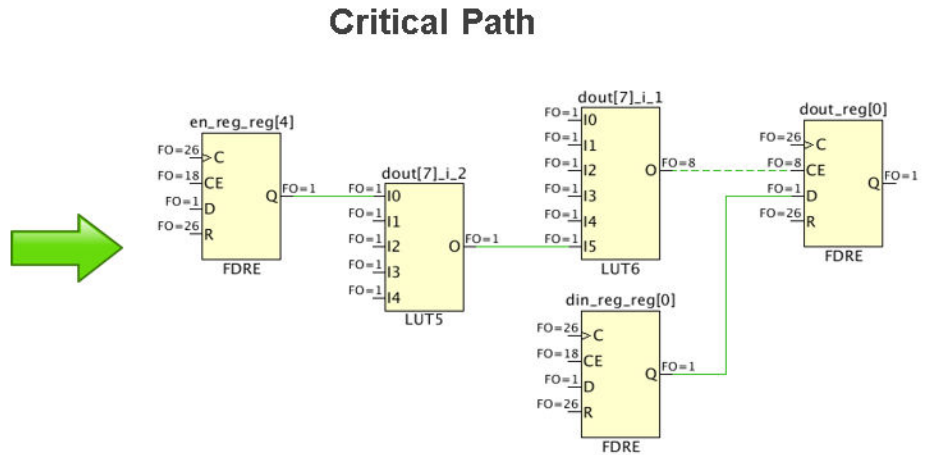 Critical Path
en_reg_reg[4]
FO=26 C
FO=18 CE
FO=1 D
FO=26 R
Q FO=1
FDRE
dout[7]_i_2
FO=1 I0
FO=1 I1
FO=1 I2
FO=1 I3
FO=1 I4
O FO=1
LUT5
dout[7]_i_1
FO=1 I0
FO=1 I1
FO=1 I2
FO=1 I3
FO=1 I4
FO=1 I5
O FO=8
LUT6
dout_reg[0]
FO=26 C
FO=8 CE
FO=1 D
FO=26 R
Q FO=1
FDRE
din_reg_reg[0]
FO=26 C
FO=18 CE
FO=1 D
FO=26 R
Q FO=1
FDRE